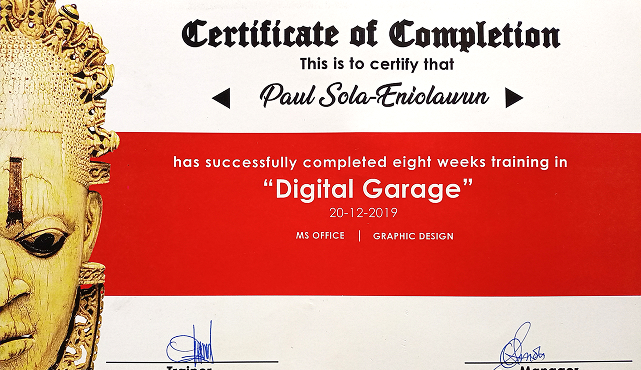 Certificate of Completion
This is to certify that
Paul Sola-Eniolawun
has successfully completed eight weeks training in
“Digital Garage”
20-12-2019
MS OFFICE | GRAPHIC DESIGN
Trainer Manager